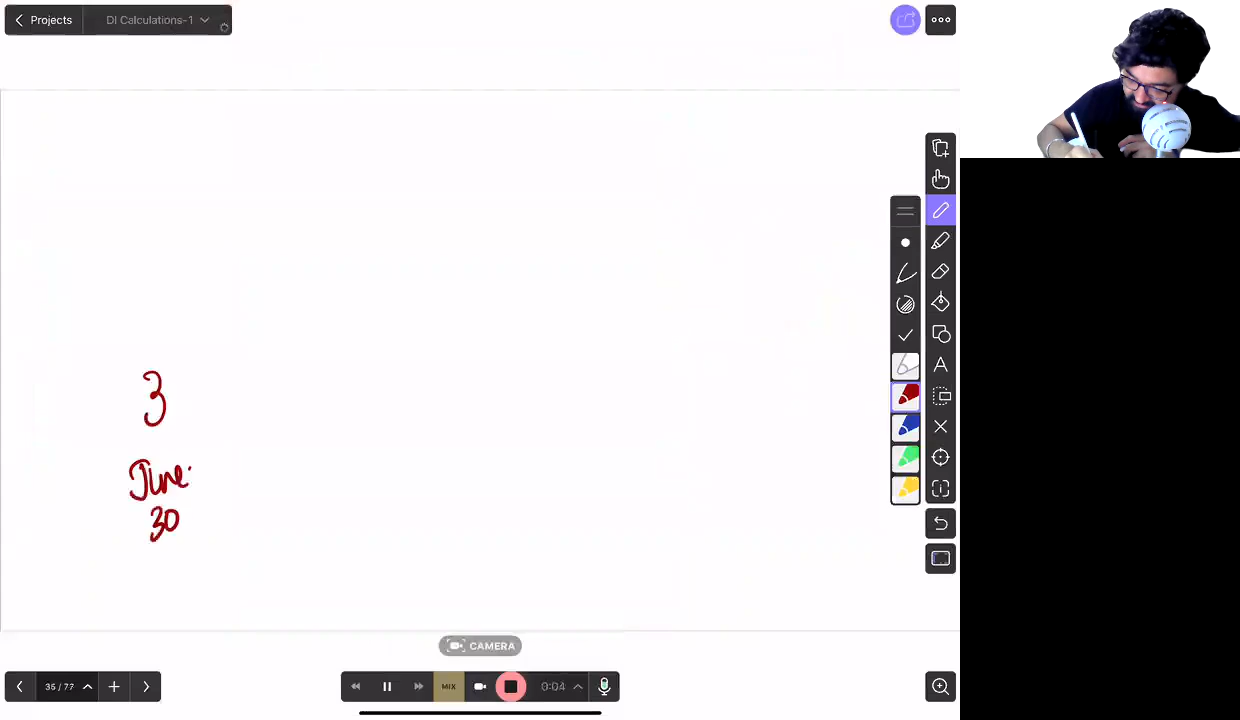 Projects
DI Calculations-1
3
June
30
CAMERA
35 / 77
MIX
0:04
A